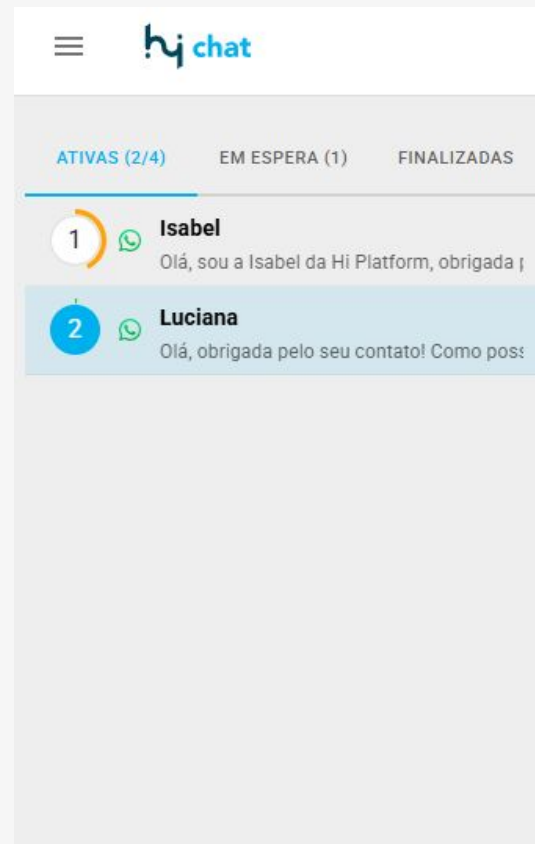 hi chat
ATIVAS (2/4) EM ESPERA (1) FINALIZADAS
1
Isabel
Olá, sou a Isabel da Hi Platform, obrigada
2
Luciana
Olá, obrigada pelo seu contato! Como